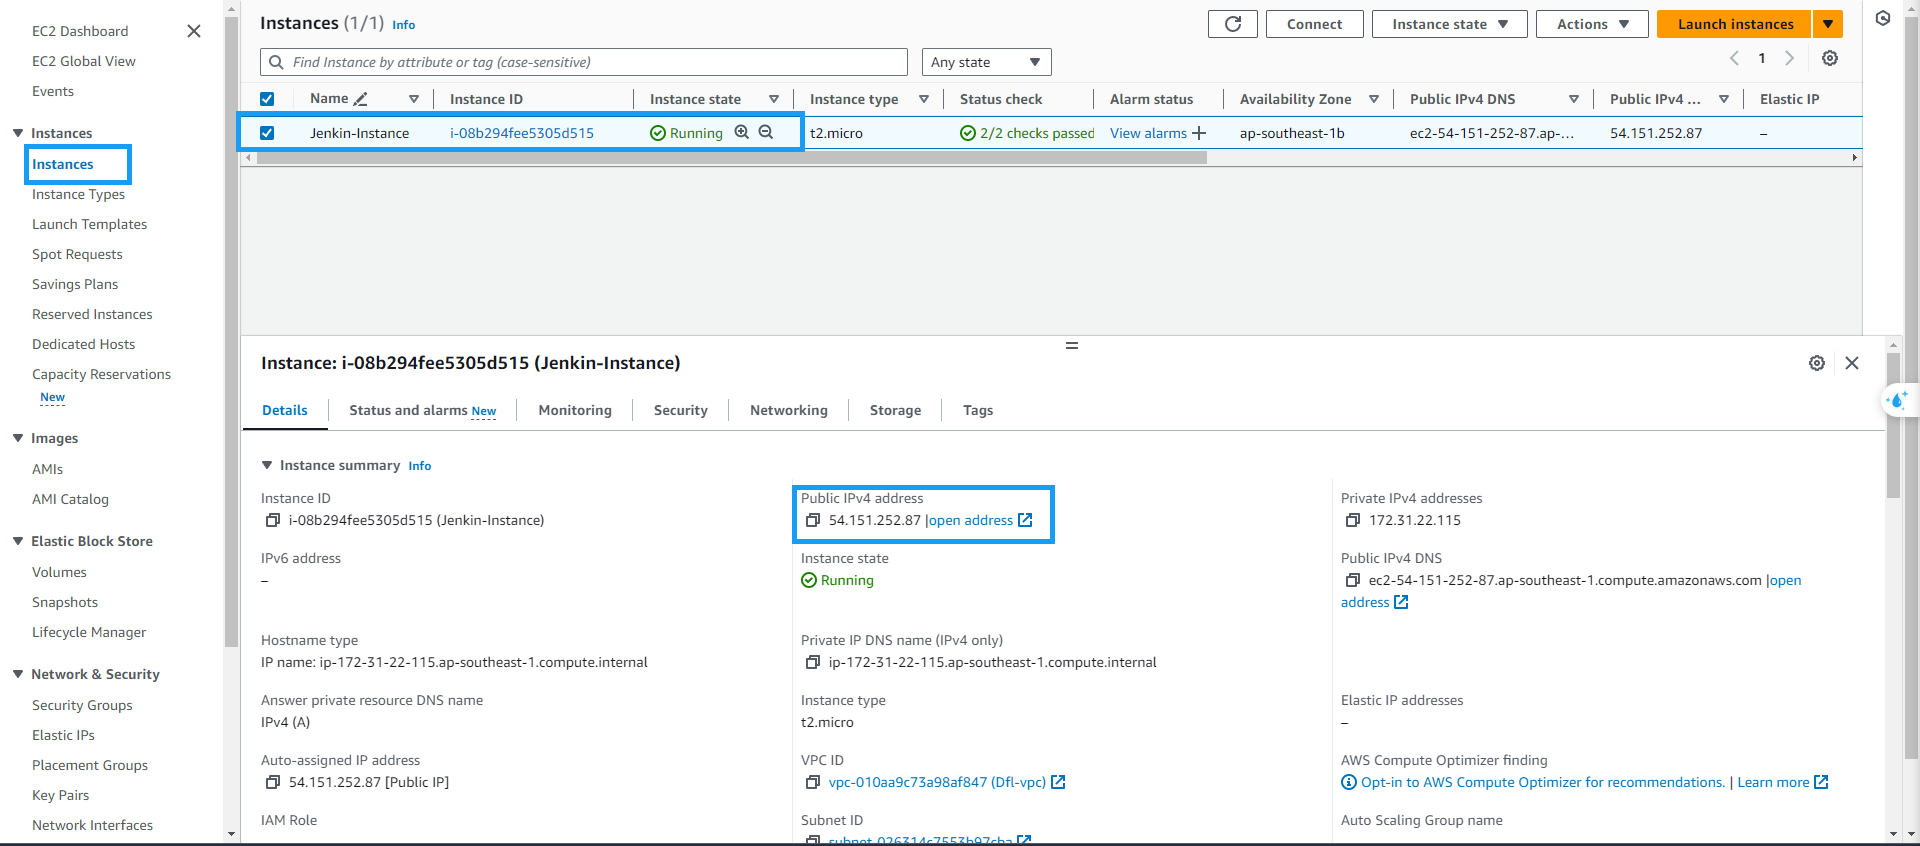 EC2 Dashboard
EC2 Global View
Events
Instances
Instances
Instance Types
Launch Templates
Spot Requests
Savings Plans
Reserved Instances
Dedicated Hosts
Capacity Reservations
New
Images
AMIs
AMI Catalog
Elastic Block Store
Volumes
Snapshots
Lifecycle Manager
Network & Security
Security Groups
Elastic IPs
Placement Groups
Key Pairs
Network Interfaces
Instances (1/1) Info
Connect
Instance state
Actions
Launch instances
Find Instance by attribute or tag (case-sensitive)
Any state
1
Name Instance ID Instance state Instance type Status check Alarm status Availability Zone Public IPv4 DNS Public IPv4 ... Elastic IP
Jenkin-Instance i-08b294fee5305d515 Running t2.micro 2/2 checks passed View alarms + ap-southeast-1b ec2-54-151-252-87.ap-... 54.151.252.87 –
Instance: i-08b294fee5305d515 (Jenkin-Instance)
Details Status and alarms New Monitoring Security Networking Storage Tags
Instance summary Info
Instance ID
i-08b294fee5305d515 (Jenkin-Instance)
Public IPv4 address
54.151.252.87 |open address
Private IPv4 addresses
172.31.22.115
IPv6 address
–
Instance state
Running
Public IPv4 DNS
ec2-54-151-252-87.ap-southeast-1.compute.amazonaws.com |open
address
Hostname type
IP name: ip-172-31-22-115.ap-southeast-1.compute.internal
Private IP DNS name (IPv4 only)
ip-172-31-22-115.ap-southeast-1.compute.internal
Answer private resource DNS name
IPv4 (A)
Instance type
t2.micro
Elastic IP addresses
–
Auto-assigned IP address
54.151.252.87 [Public IP]
VPC ID
vpc-010aa9c73a98af847 (Dfl-vpc)
AWS Compute Optimizer finding
Opt-in to AWS Compute Optimizer for recommendations. | Learn more
IAM Role
Subnet ID
Auto Scaling Group name